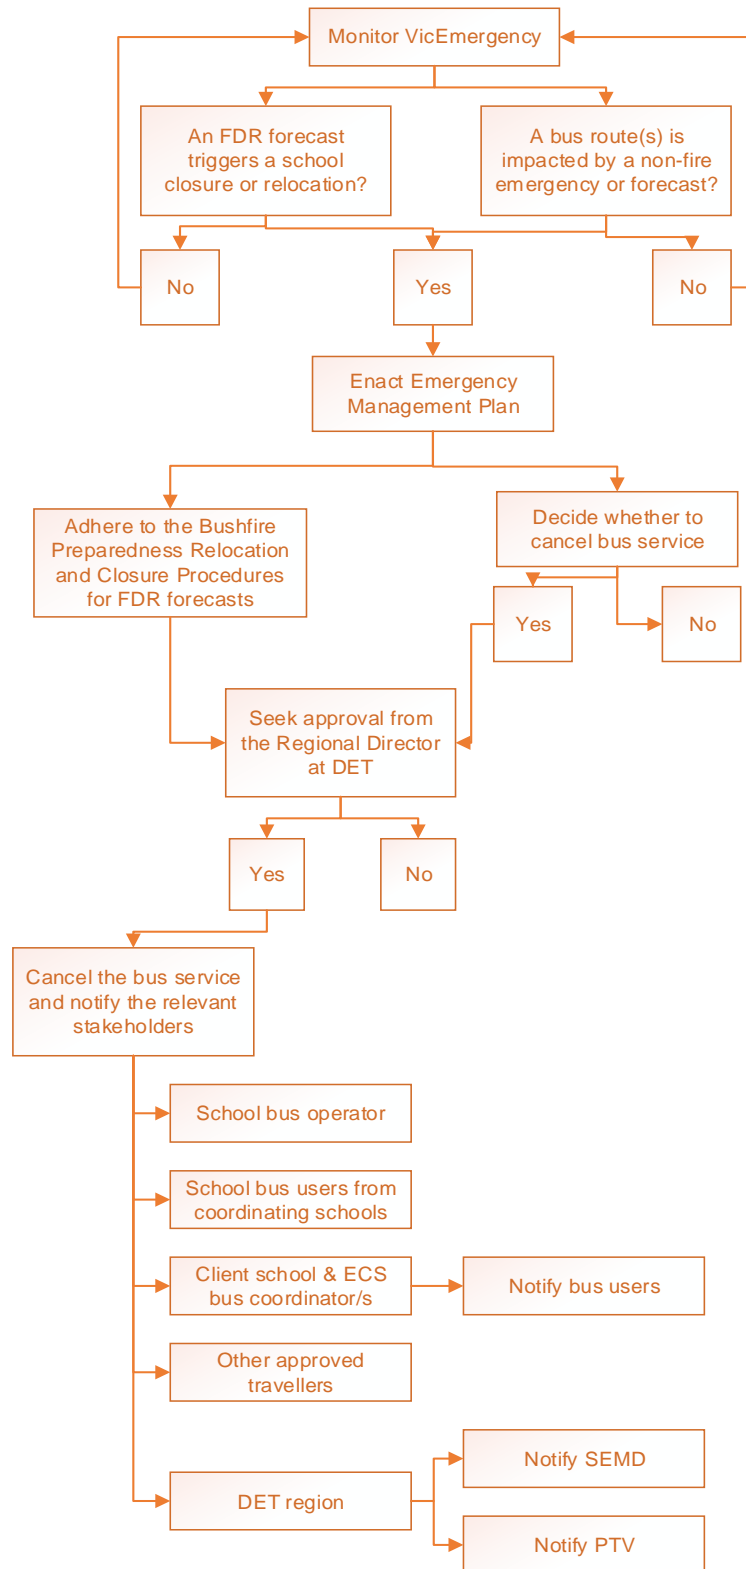 Monitor VicEmergency
An FDR forecast
triggers a school
closure or relocation?
A bus route(s) is
impacted by a non-fire
emergency or forecast?
No
Yes
No
Enact Emergency
Management Plan
Adhere to the Bushfire
Preparedness Relocation
and Closure Procedures
for FDR forecasts
Decide whether to
cancel bus service
Yes
No
Seek approval from
the Regional Director
at DET
Yes
No
Cancel the bus service
and notify the relevant
stakeholders
School bus operator
School bus users from
coordinating schools
Client school & ECS
bus coordinator/s
Notify bus users
Other approved
travellers
Notify SEMD
DET region
Notify PTV